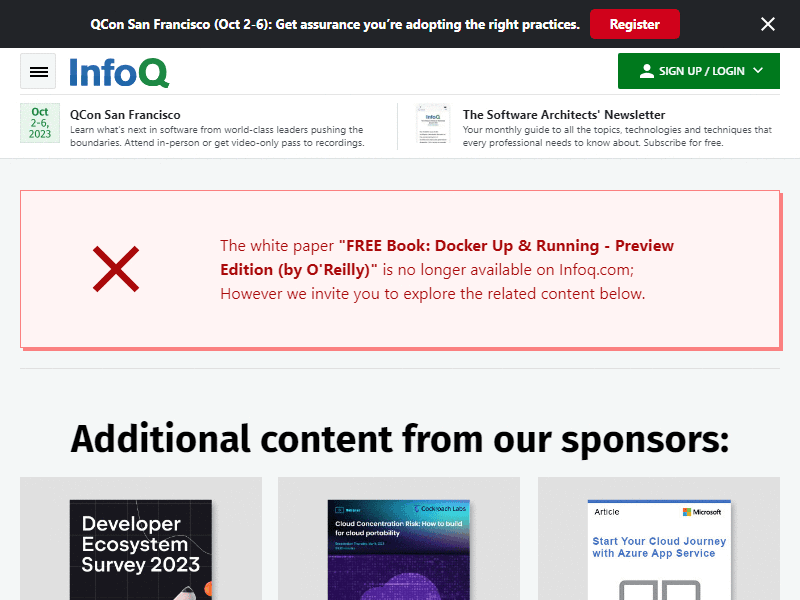 QCon San Francisco (Oct 2-6): Get assurance you're adopting the right practices.
Register
InfoQ
SIGN UP / LOGIN
Oct
2-6,
2023
QCon San Francisco
Learn what's next in software from world-class leaders pushing the
boundaries. Attend in-person or get video-only pass to recordings.
The Software Architects' Newsletter
Your monthly guide to all the topics, technologies and techniques that
every professional needs to know about. Subscribe for free.
The white paper "FREE Book: Docker Up & Running - Preview
Edition (by O'Reilly)" is no longer available on Infoq.com;
However we invite you to explore the related content below.
Additional content from our sponsors:
Developer
Ecosystem
Survey 2023
Cockroach Labs
Cloud Concentration Risk: How to build
for cloud portability
Article
Microsoft
Start Your Cloud Journey
with Azure App Service